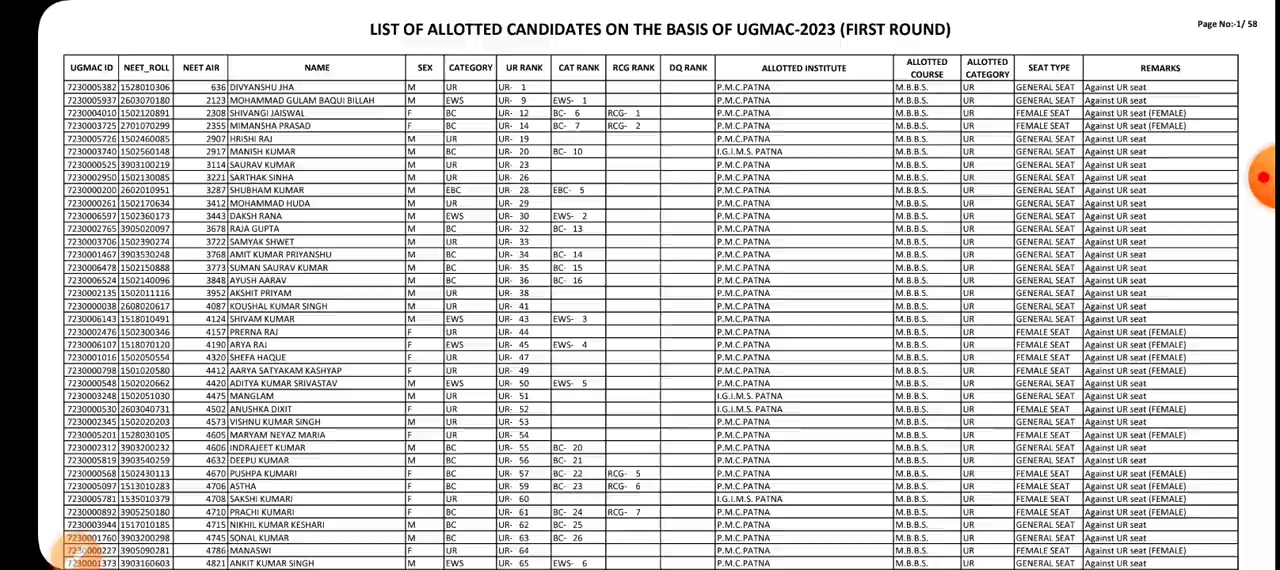 LIST OF ALLOTTED CANDIDATES ON THE BASIS OF UGMAC-2023 (FIRST ROUND)
Page No:-1/ 58
UGMAC ID NEET_ROLL NEET AIR NAME SEX CATEGORY UR RANK CAT RANK RCG RANK DQ RANK ALLOTTED INSTITUTE ALLOTTED COURSE ALLOTTED CATEGORY SEAT TYPE REMARKS
7230005382 1528010306 636 DIVYANSHU JHA M UR UR- 1 P.M.C.PATNA M.B.B.S. UR GENERAL SEAT Against UR seat
7230005937 2603070180 2123 MOHAMMAD GULAM BAQUI BILLAH M EWS UR- 9 EWS- 1 P.M.C.PATNA M.B.B.S. UR GENERAL SEAT Against UR seat
7230004010 1502120891 2308 SHIVANGI JAISWAL F BC UR- 12 BC- 6 RCG- 1 P.M.C.PATNA M.B.B.S. UR FEMALE SEAT Against UR seat (FEMALE)
7230003725 2701070299 2355 MIMANSHA PRASAD F BC UR- 14 BC- 7 RCG- 2 P.M.C.PATNA M.B.B.S. UR FEMALE SEAT Against UR seat (FEMALE)
7230005726 1502460085 2907 HRISHI RAJ M UR UR- 19 P.M.C.PATNA M.B.B.S. UR GENERAL SEAT Against UR seat
7230003740 1502560148 2917 MANISH KUMAR M BC UR- 20 BC- 10 I.G.I.M.S. PATNA M.B.B.S. UR GENERAL SEAT Against UR seat
7230000525 3903100219 3114 SAURAV KUMAR M UR UR- 23 P.M.C.PATNA M.B.B.S. UR GENERAL SEAT Against UR seat
7230002950 1502130085 3221 SARTHAK SINHA M UR UR- 26 P.M.C.PATNA M.B.B.S. UR GENERAL SEAT Against UR seat
7230000200 2602010951 3287 SHUBHAM KUMAR M EBC UR- 28 EBC- 5 P.M.C.PATNA M.B.B.S. UR GENERAL SEAT Against UR seat
7230000261 1502170634 3412 MOHAMMAD HUDA M UR UR- 29 P.M.C.PATNA M.B.B.S. UR GENERAL SEAT Against UR seat
7230006597 1502360173 3443 DAKSH RANA M EWS UR- 30 EWS- 2 P.M.C.PATNA M.B.B.S. UR GENERAL SEAT Against UR seat
7230002765 3905020097 3678 RAJA GUPTA M BC UR- 32 BC- 13 P.M.C.PATNA M.B.B.S. UR GENERAL SEAT Against UR seat
7230003706 1502390274 3722 SAMYAK SHWET M UR UR- 33 P.M.C.PATNA M.B.B.S. UR GENERAL SEAT Against UR seat
7230001467 3903530248 3768 AMIT KUMAR PRIYANSHU M BC UR- 34 BC- 14 P.M.C.PATNA M.B.B.S. UR GENERAL SEAT Against UR seat
7230006478 1502150888 3773 SUMAN SAURAV KUMAR M BC UR- 35 BC- 15 P.M.C.PATNA M.B.B.S. UR GENERAL SEAT Against UR seat
7230006524 1502140096 3848 AYUSH AARAV M BC UR- 36 BC- 16 P.M.C.PATNA M.B.B.S. UR GENERAL SEAT Against UR seat
7230002135 1502011116 3952 AKSHIT PRIYAM M UR UR- 38 P.M.C.PATNA M.B.B.S. UR GENERAL SEAT Against UR seat
7230000038 2608020617 4087 KOUSHAL KUMAR SINGH M UR UR- 41 P.M.C.PATNA M.B.B.S. UR GENERAL SEAT Against UR seat
7230006143 1518010491 4124 SHIVAM KUMAR M EWS UR- 43 EWS- 3 P.M.C.PATNA M.B.B.S. UR GENERAL SEAT Against UR seat
7230002476 1502300346 4157 PRERNA RAJ F UR UR- 44 P.M.C.PATNA M.B.B.S. UR FEMALE SEAT Against UR seat (FEMALE)
7230006107 1518070120 4190 ARYA RAJ F EWS UR- 45 EWS- 4 P.M.C.PATNA M.B.B.S. UR FEMALE SEAT Against UR seat (FEMALE)
7230001016 1502050554 4320 SHEFA HAQUE F UR UR- 47 P.M.C.PATNA M.B.B.S. UR FEMALE SEAT Against UR seat (FEMALE)
7230000798 1501020580 4412 AARYA SATYAKAM KASHYAP F UR UR- 49 P.M.C.PATNA M.B.B.S. UR FEMALE SEAT Against UR seat (FEMALE)
7230000548 1502020662 4420 ADITYA KUMAR SRIVASTAV M EWS UR- 50 EWS- 5 P.M.C.PATNA M.B.B.S. UR GENERAL SEAT Against UR seat
7230003248 1502051030 4475 MANGLAM M UR UR- 51 I.G.I.M.S. PATNA M.B.B.S. UR GENERAL SEAT Against UR seat
7230000530 2603040731 4502 ANUSHKA DIXIT F UR UR- 52 I.G.I.M.S. PATNA M.B.B.S. UR FEMALE SEAT Against UR seat (FEMALE)
7230002345 1502020203 4573 VISHNU KUMAR SINGH M UR UR- 53 P.M.C.PATNA M.B.B.S. UR GENERAL SEAT Against UR seat
7230005201 1528030105 4605 MARYAM NEYAZ MARIA F UR UR- 54 P.M.C.PATNA M.B.B.S. UR FEMALE SEAT Against UR seat (FEMALE)
7230002312 3903200232 4606 INDRAJEET KUMAR M BC UR- 55 BC- 20 P.M.C.PATNA M.B.B.S. UR GENERAL SEAT Against UR seat
7230005819 3903540259 4632 DEEPU KUMAR M BC UR- 56 BC- 21 P.M.C.PATNA M.B.B.S. UR GENERAL SEAT Against UR seat
7230000568 1502430113 4670 PUSHPA KUMARI F BC UR- 57 BC- 22 RCG- 5 P.M.C.PATNA M.B.B.S. UR FEMALE SEAT Against UR seat (FEMALE)
7230005097 1513010283 4706 ASTHA F BC UR- 59 BC- 23 RCG- 6 P.M.C.PATNA M.B.B.S. UR FEMALE SEAT Against UR seat (FEMALE)
7230005781 1535010379 4708 SAKSHI KUMARI F UR UR- 60 I.G.I.M.S. PATNA M.B.B.S. UR FEMALE SEAT Against UR seat (FEMALE)
7230000892 3905250180 4710 PRACHI KUMARI F BC UR- 61 BC- 24 RCG- 7 P.M.C.PATNA M.B.B.S. UR FEMALE SEAT Against UR seat (FEMALE)
7230003944 1517010185 4715 NIKHIL KUMAR KESHARI M BC UR- 62 BC- 25 P.M.C.PATNA M.B.B.S. UR GENERAL SEAT Against UR seat
7230001760 3903200298 4745 SONAL KUMAR M BC UR- 63 BC- 26 P.M.C.PATNA M.B.B.S. UR GENERAL SEAT Against UR seat
7230000227 3905090281 4786 MANASWI F UR UR- 64 P.M.C.PATNA M.B.B.S. UR FEMALE SEAT Against UR seat (FEMALE)
7230001373 3903160603 4821 ANKIT KUMAR SINGH M EWS UR- 65 EWS- 6 P.M.C.PATNA M.B.B.S. UR GENERAL SEAT Against UR seat